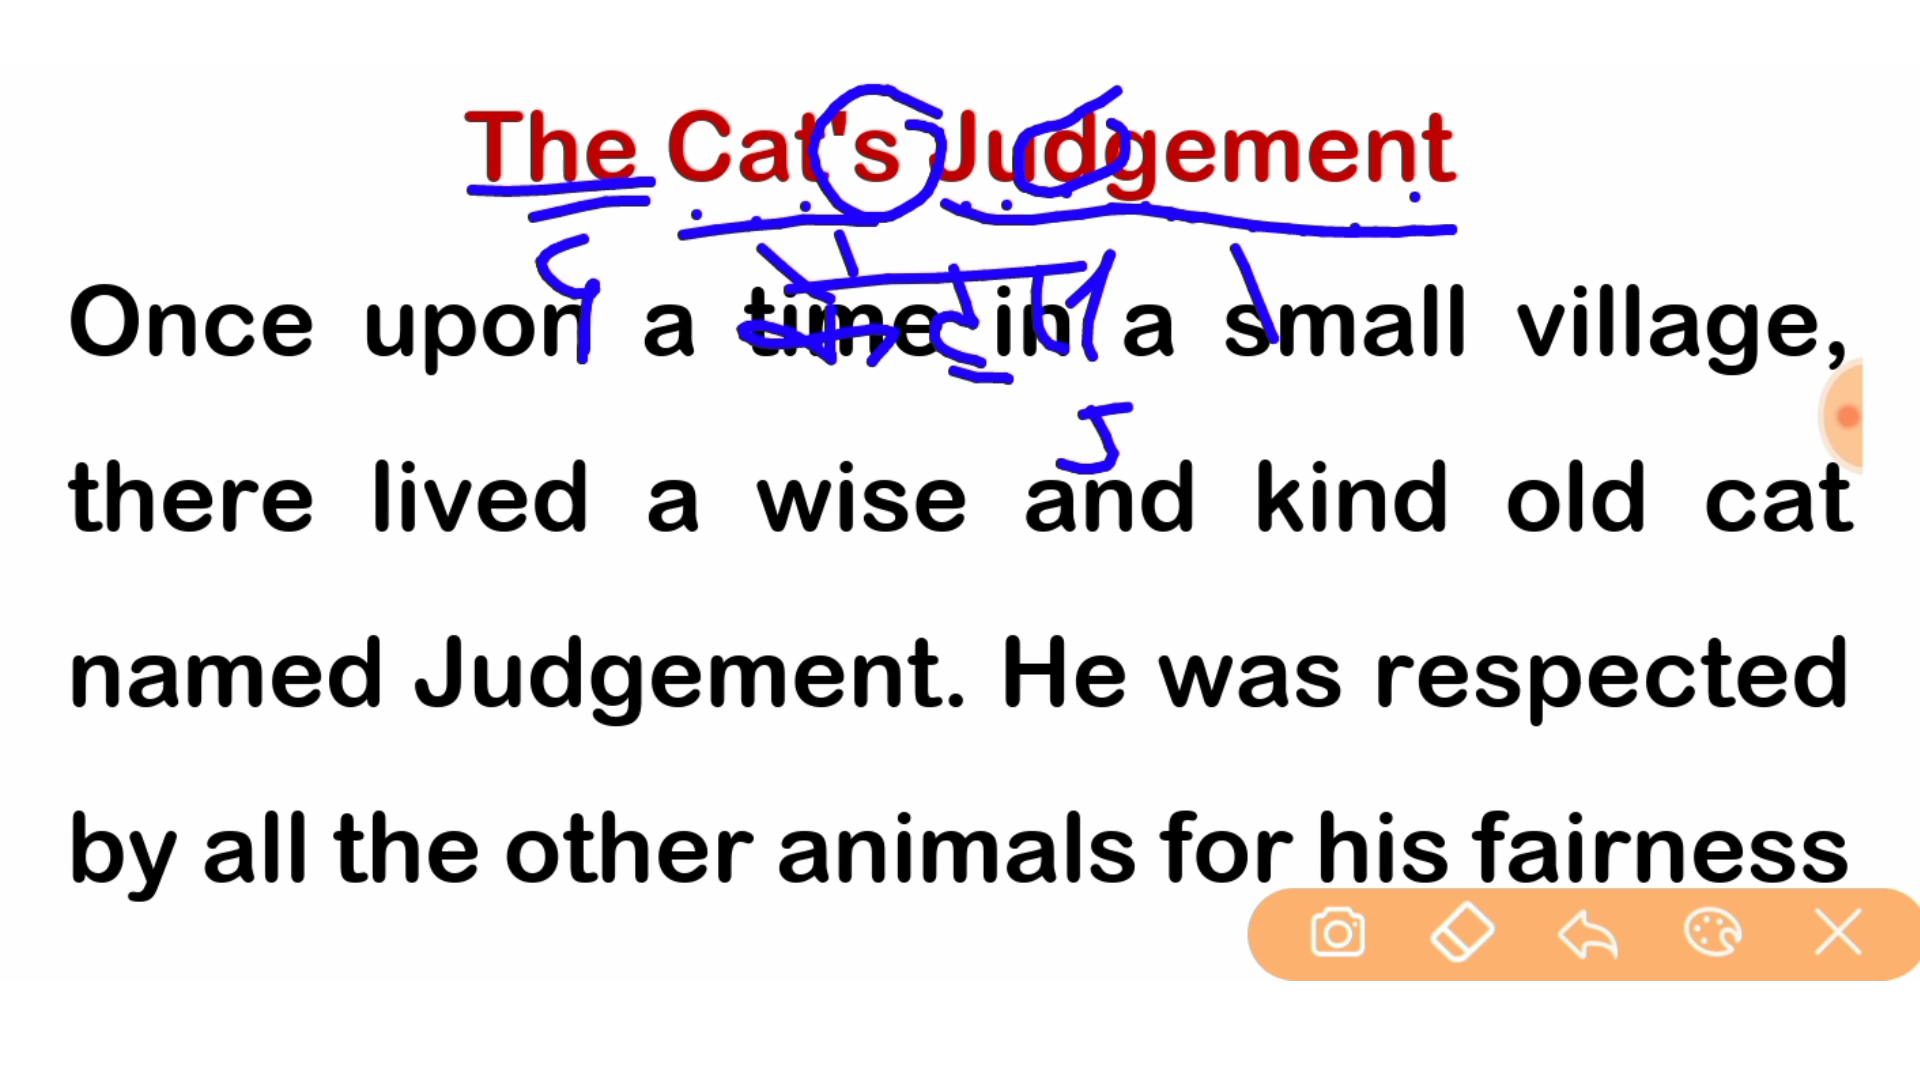 The Cat's Judgement
Once upon a time in a small village,
there lived a wise and kind old cat
named Judgement. He was respected
by all the other animals for his fairness